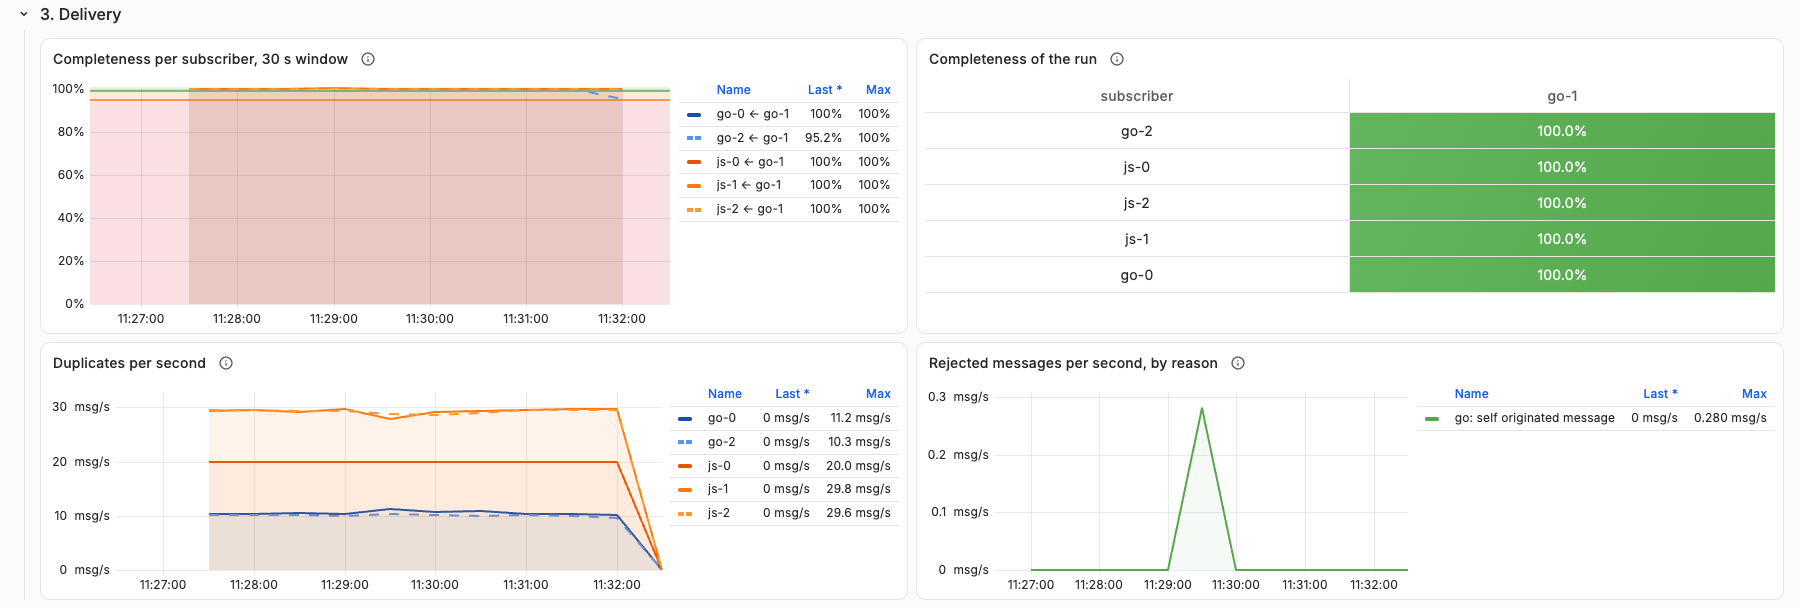 3. Delivery
Completeness per subscriber, 30 s window
100%
80%
60%
40%
20%
0%
11:27:00 11:28:00 11:29:00 11:30:00 11:31:00 11:32:00
Name Last * Max
go-0 ← go-1 100% 100%
go-2 ← go-1 95.2% 100%
js-0 ← go-1 100% 100%
js-1 ← go-1 100% 100%
js-2 ← go-1 100% 100%
Completeness of the run
subscriber go-1
go-2 100.0%
js-0 100.0%
js-2 100.0%
js-1 100.0%
go-0 100.0%
Duplicates per second
30 msg/s
20 msg/s
10 msg/s
0 msg/s
11:27:00 11:28:00 11:29:00 11:30:00 11:31:00 11:32:00
Name Last * Max
go-0 0 msg/s 11.2 msg/s
go-2 0 msg/s 10.3 msg/s
js-0 0 msg/s 20.0 msg/s
js-1 0 msg/s 29.8 msg/s
js-2 0 msg/s 29.6 msg/s
Rejected messages per second, by reason
0.3 msg/s
0.2 msg/s
0.1 msg/s
0 msg/s
11:27:00 11:28:00 11:29:00 11:30:00 11:31:00 11:32:00
Name Last * Max
go: self originated message 0 msg/s 0.280 msg/s